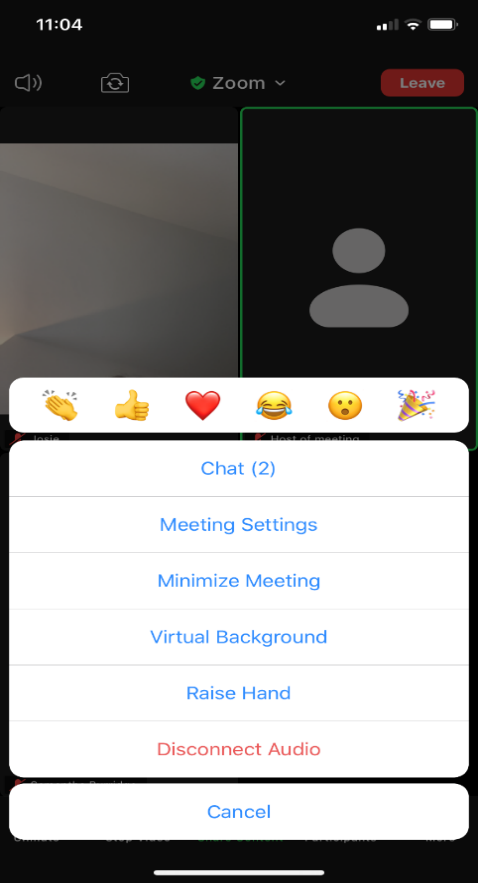 11:04
Zoom
Leave
Josie
Host of meeting
Chat (2)
Meeting Settings
Minimize Meeting
Virtual Background
Raise Hand
Disconnect Audio
Cancel